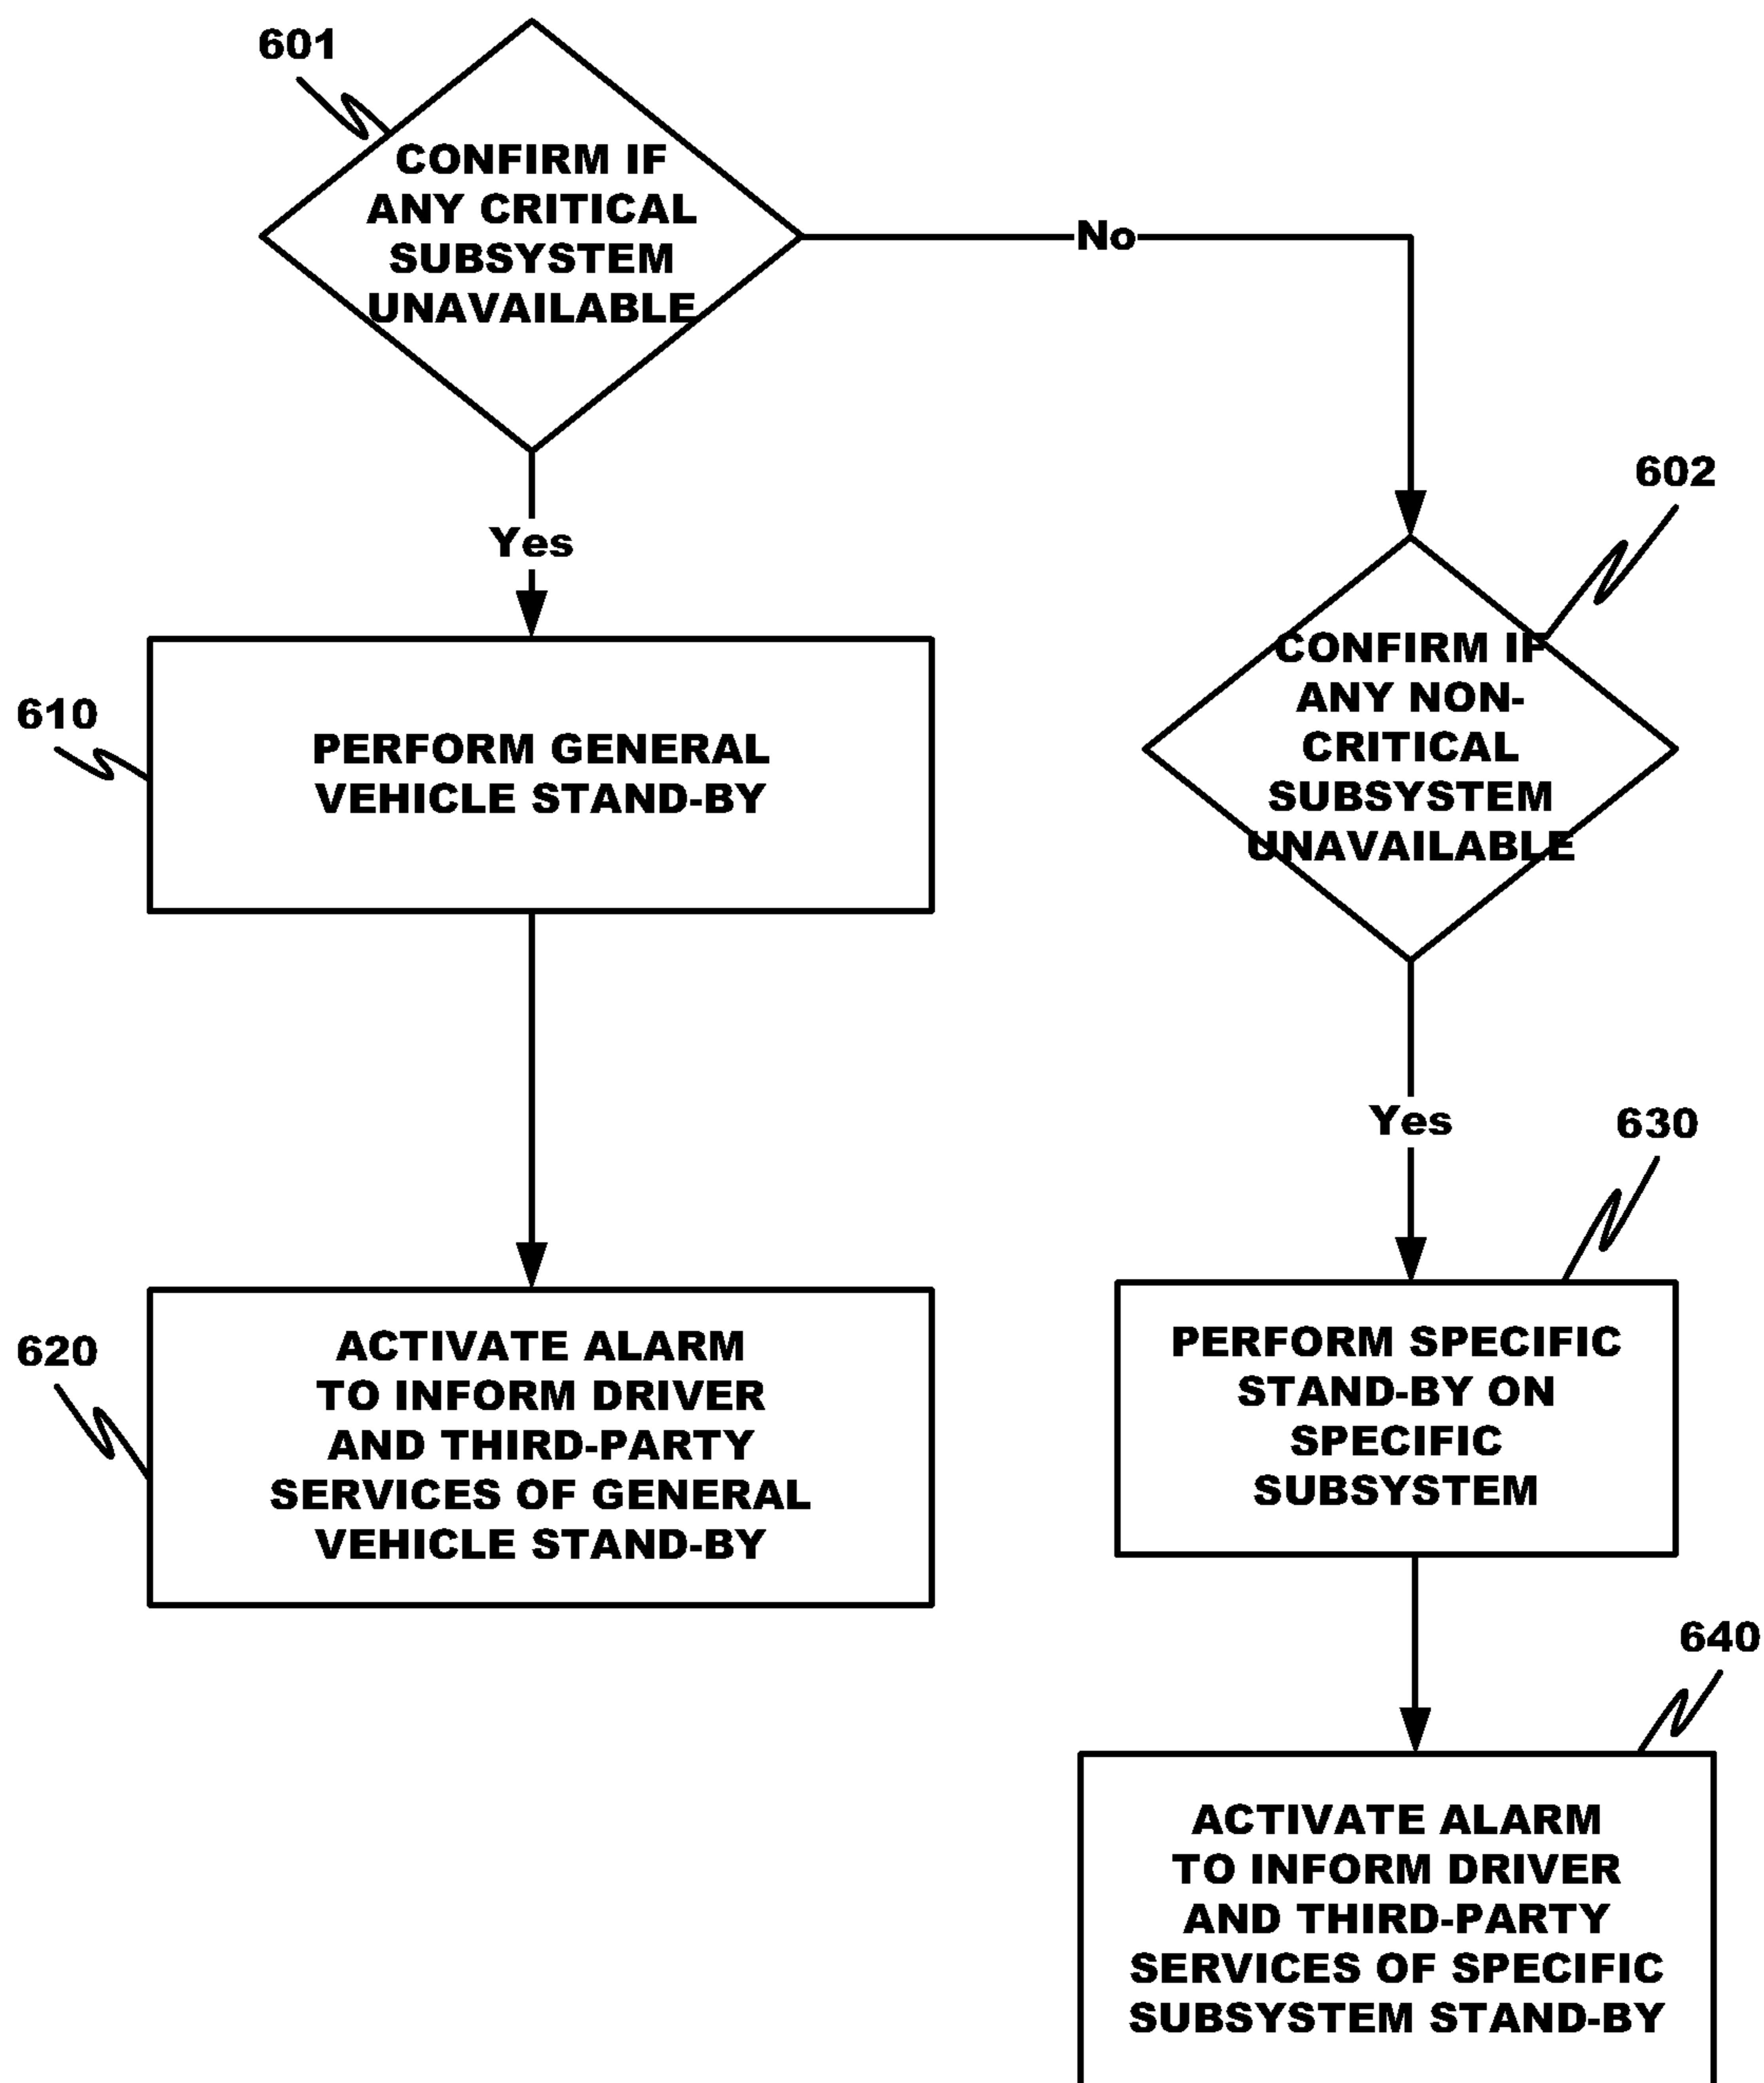 601
CONFIRM IF
ANY CRITICAL
SUBSYSTEM
UNAVAILABLE
No
Yes
602
CONFIRM IF
ANY NON-
CRITICAL
SUBSYSTEM
UNAVAILABLE
610
PERFORM GENERAL
VEHICLE STAND-BY
Yes
630
620
ACTIVATE ALARM
TO INFORM DRIVER
AND THIRD-PARTY
SERVICES OF GENERAL
VEHICLE STAND-BY
PERFORM SPECIFIC
STAND-BY ON
SPECIFIC
SUBSYSTEM
640
ACTIVATE ALARM
TO INFORM DRIVER
AND THIRD-PARTY
SERVICES OF SPECIFIC
SUBSYSTEM STAND-BY